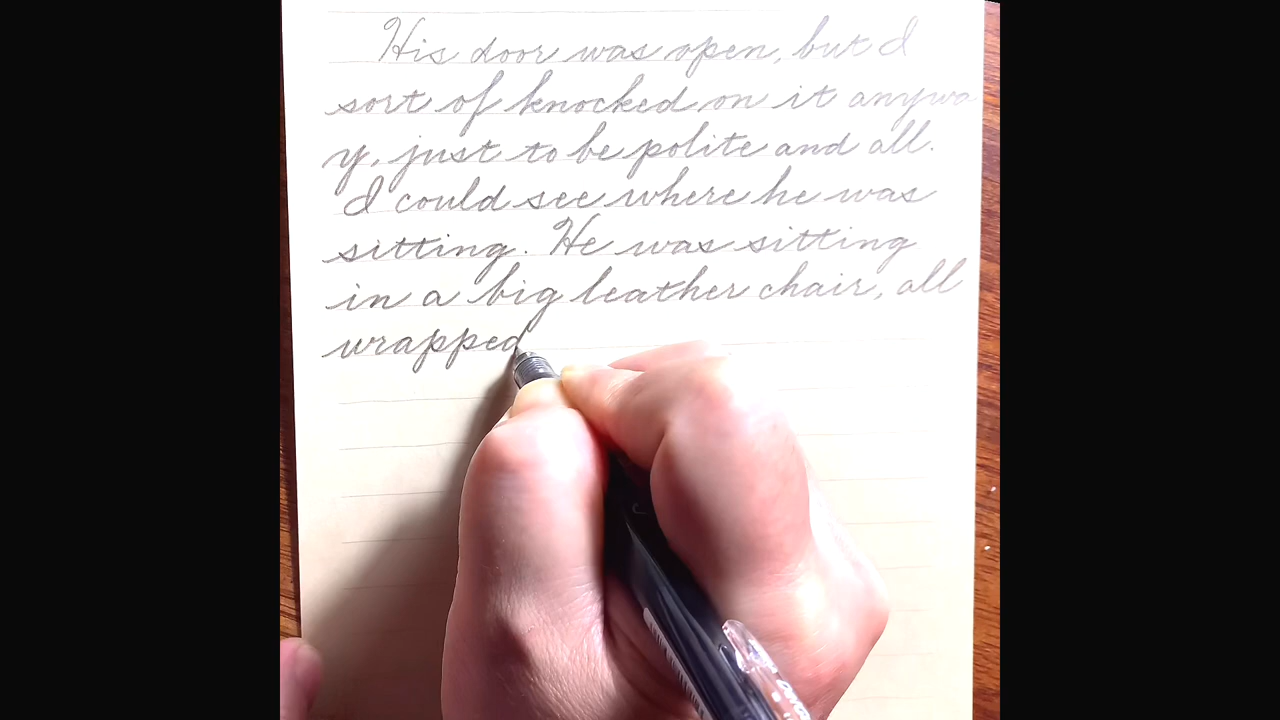 His door was open, but I
sort of knocked on it anywa
y, just to be polite and all.
I could see where he was
sitting. He was sitting
in a big leather chair, all
wrapped